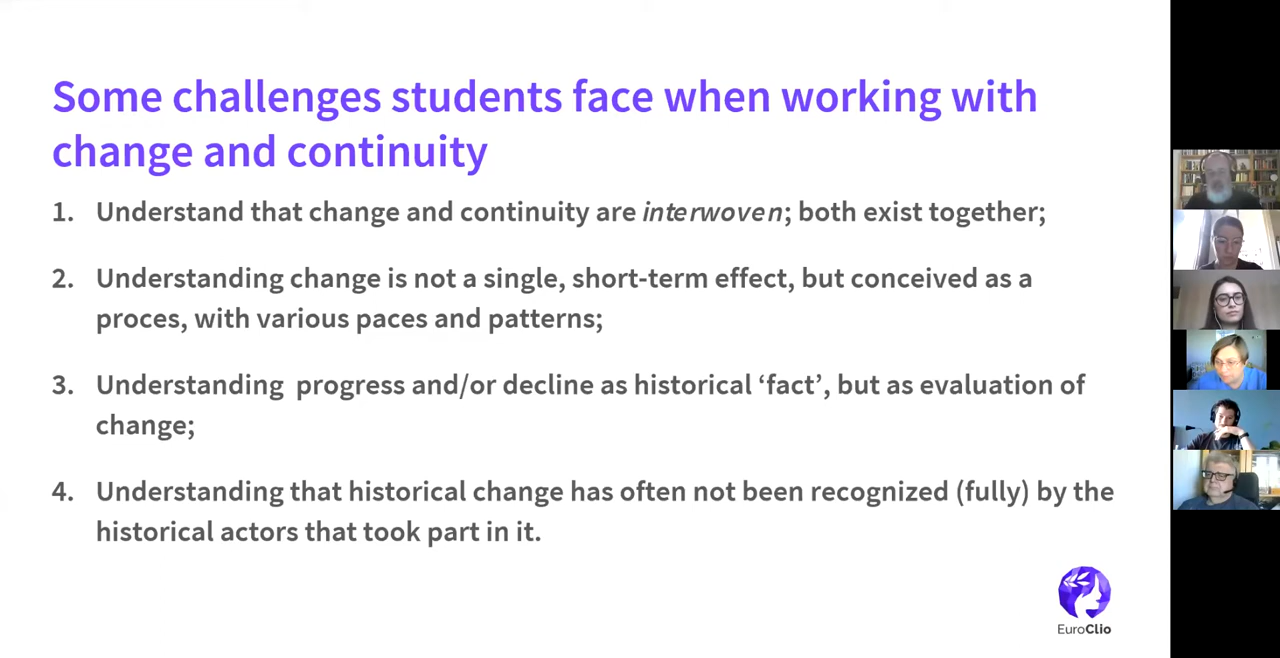 Some challenges students face when working with
change and continuity
1. Understand that change and continuity are interwoven; both exist together;
2. Understanding change is not a single, short-term effect, but conceived as a
proces, with various paces and patterns;
3. Understanding  progress and/or decline as historical ‘fact’, but as evaluation of
change;
4. Understanding that historical change has often not been recognized (fully) by the
historical actors that took part in it.
EuroClio